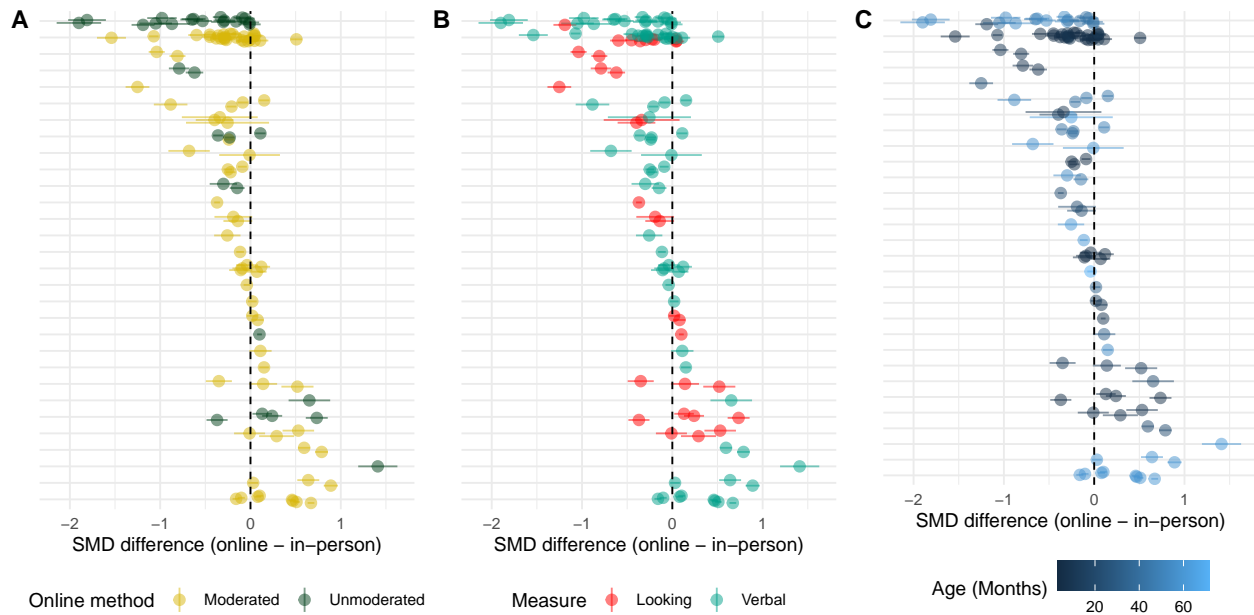 A B C
−2 −1 0 1 −2 −1 0 1 −2 −1 0 1
SMD difference (online − in−person) SMD difference (online − in−person) SMD difference (online − in−person)
Online method Moderated Unmoderated Measure Looking Verbal Age (Months)
20 40 60